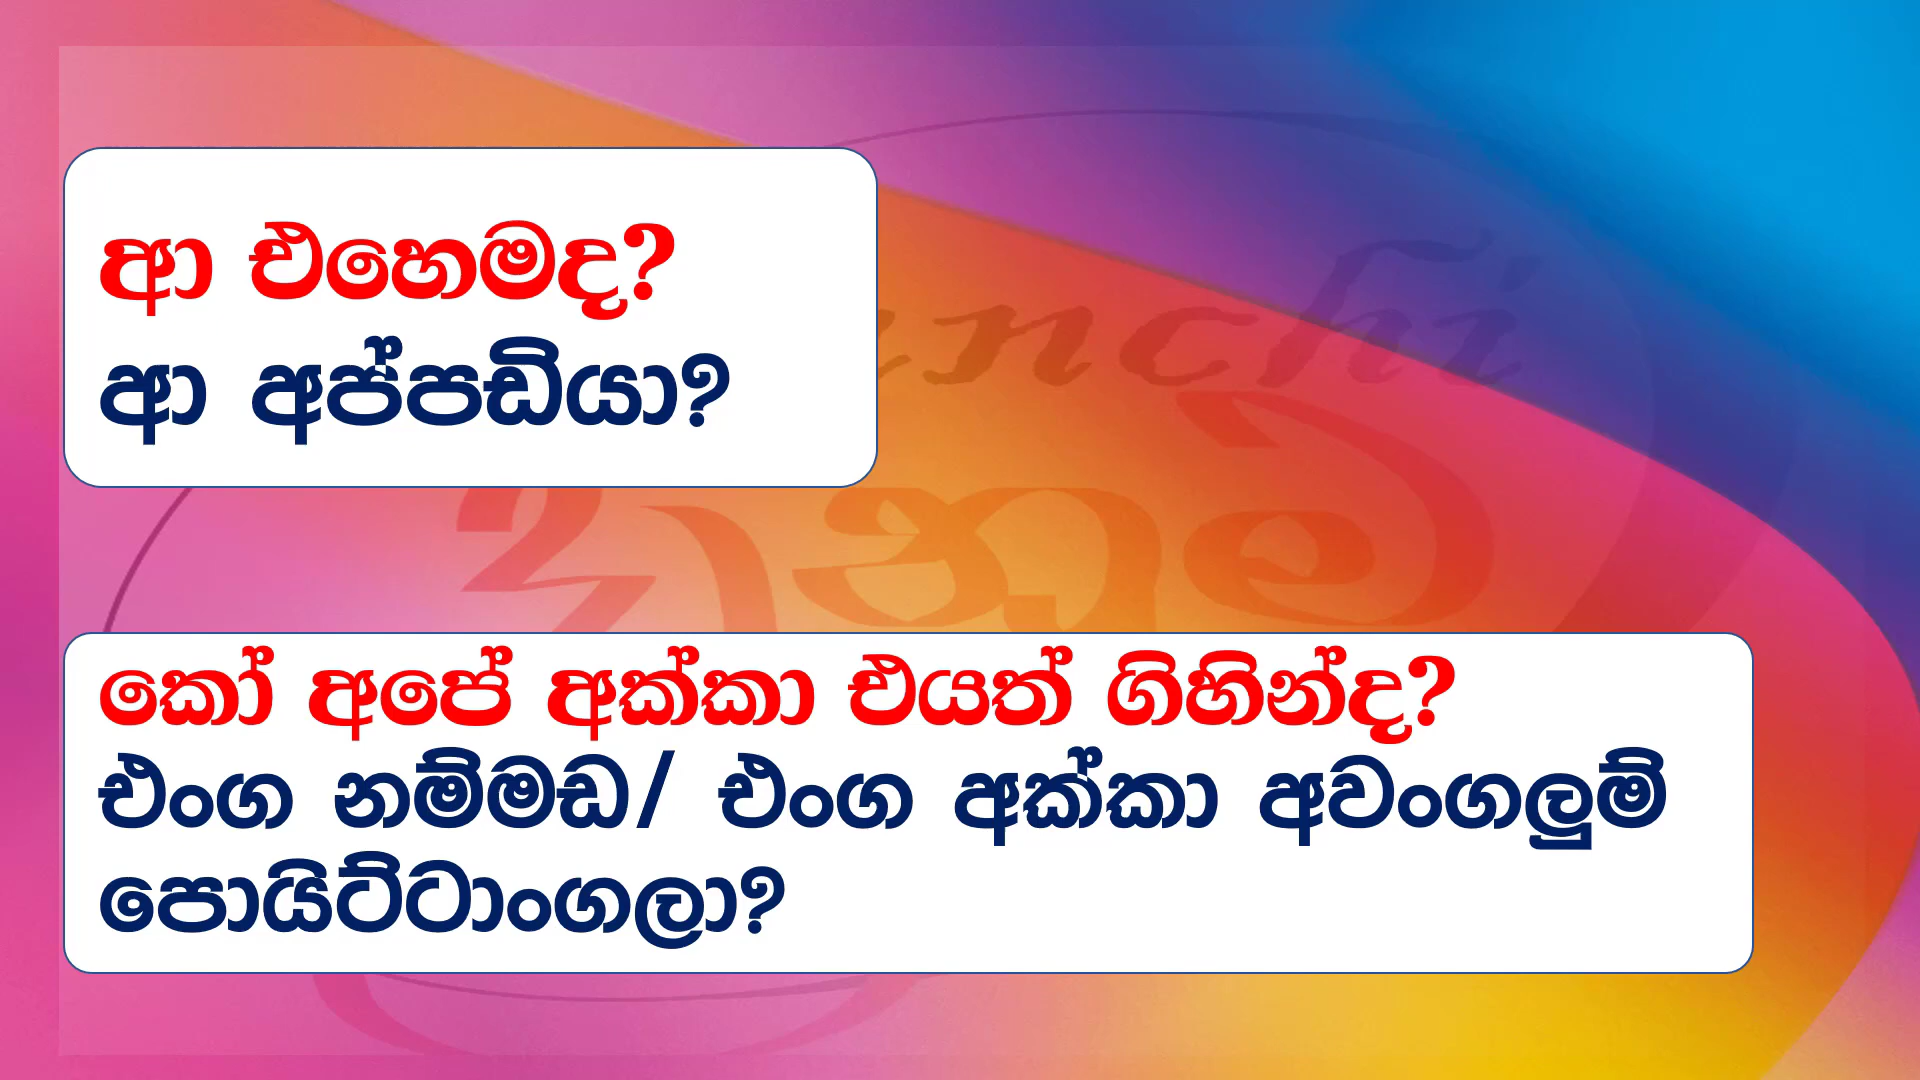 ආ එහෙමද?
ආ අප්පඩියා?
කෝ අපේ අක්කා එයත් ගිහින්ද?
එංග නම්මඩ/ එංග අක්කා අවංගලුම්
පොයිට්ටාංගලා?